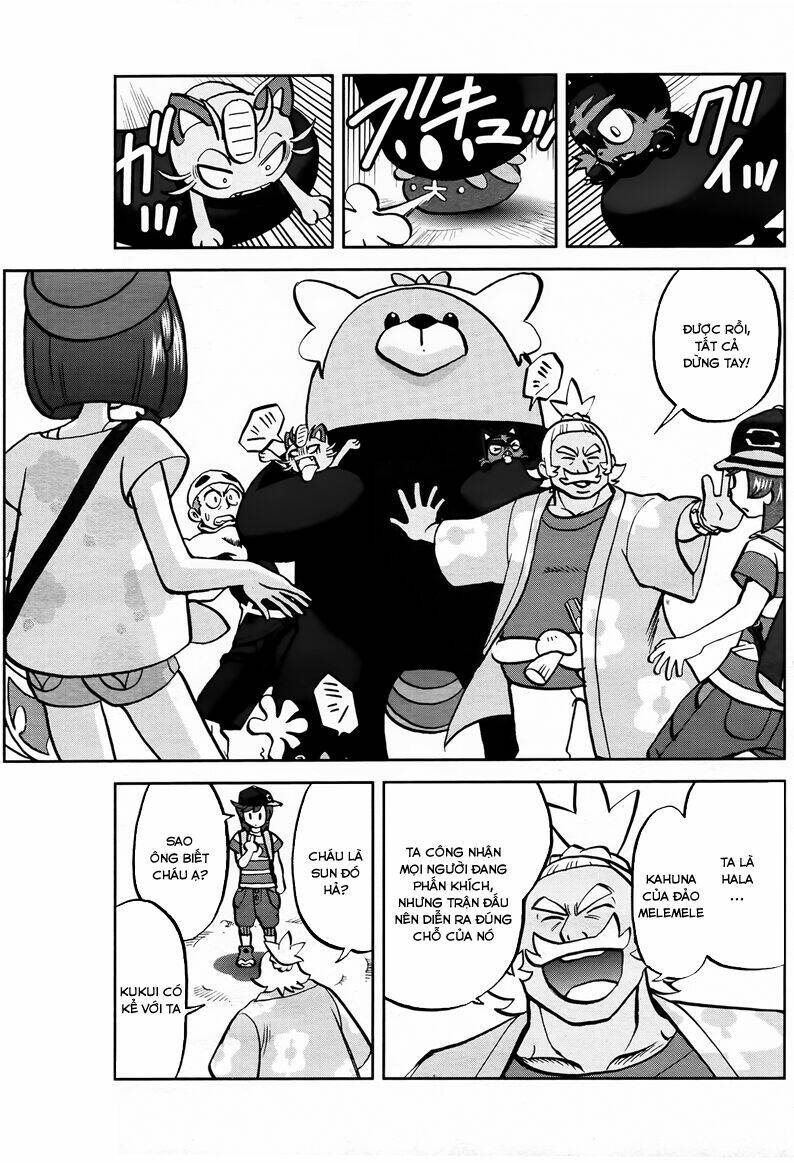 グイッ
ブギュッ
ガッ
ĐƯỢC RỒI,
TẤT CẢ
DỪNG TAY!
TA LÀ
HALA
...
KAHUNA
CỦA ĐẢO
MELEMELE
TA CÔNG NHẬN
MỌI NGƯỜI ĐANG
PHẤN KHÍCH,
NHƯNG TRẬN ĐẤU
NÊN DIỄN RA ĐÚNG
CHỖ CỦA NÓ
CHÁU LÀ
SUN ĐÓ
HẢ?
SAO
ÔNG BIẾT
CHÁU Ạ?
KUKUI CÓ
KỂ VỚI TA